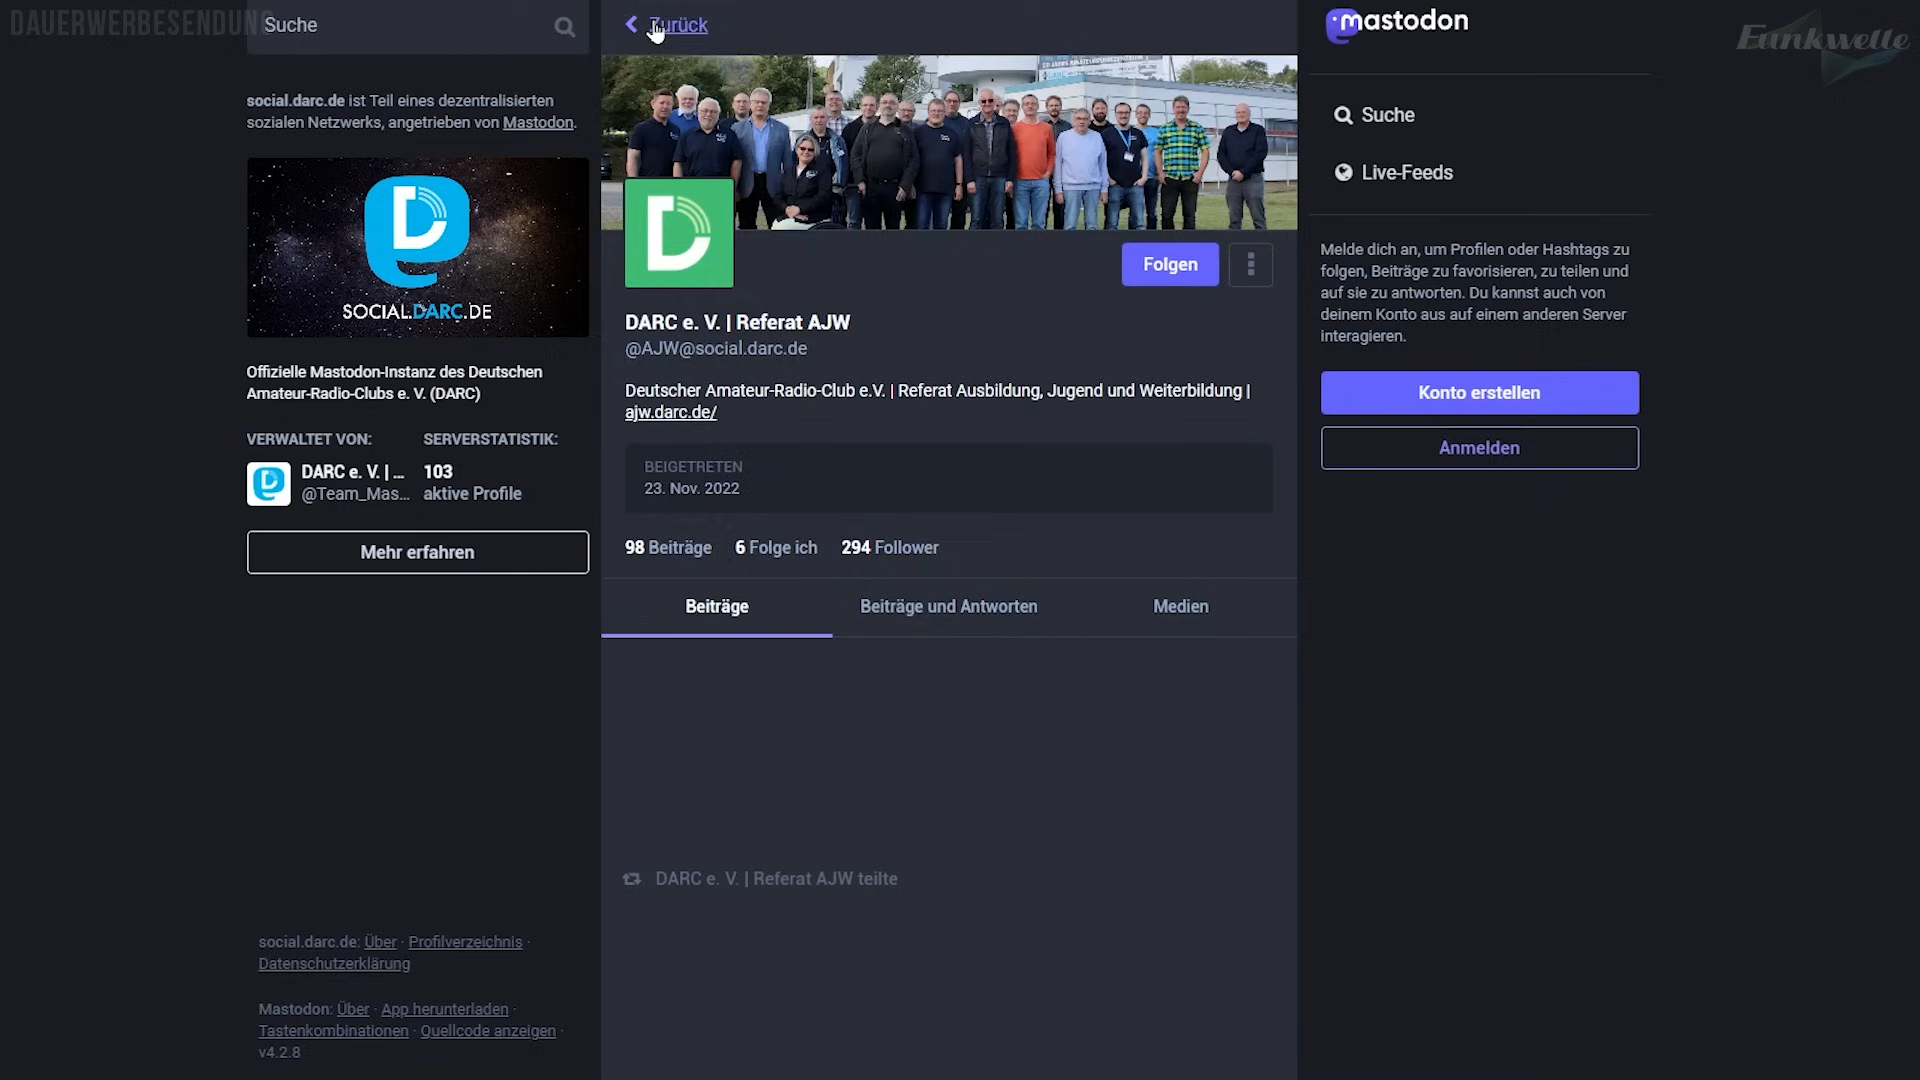 DAUERWERBESENDUNG
Suche
social.darc.de ist Teil eines dezentralisierten
sozialen Netzwerks, angetrieben von Mastodon.
SOCIAL.DARC.DE
Offizielle Mastodon-Instanz des Deutschen
Amateur-Radio-Clubs e. V. (DARC)
VERWALTET VON:
DARC e. V. | ...
@Team_Mas...
SERVERSTATISTIK:
103
aktive Profile
Mehr erfahren
social.darc.de: Über · Profilverzeichnis ·
Datenschutzerklärung
Mastodon: Über · App herunterladen ·
Tastenkombinationen · Quellcode anzeigen ·
v4.2.8
Zurück
Folgen
DARC e. V. | Referat AJW
@AJW@social.darc.de
Deutscher Amateur-Radio-Club e.V. | Referat Ausbildung, Jugend und Weiterbildung |
ajw.darc.de/
BEIGETRETEN
23. Nov. 2022
98 Beiträge 6 Folge ich 294 Follower
Beiträge Beiträge und Antworten Medien
DARC e. V. | Referat AJW teilte
mastodon
Funkwelle
Suche
Live-Feeds
Melde dich an, um Profilen oder Hashtags zu
folgen, Beiträge zu favorisieren, zu teilen und
auf sie zu antworten. Du kannst auch von
deinem Konto aus auf einem anderen Server
interagieren.
Konto erstellen
Anmelden